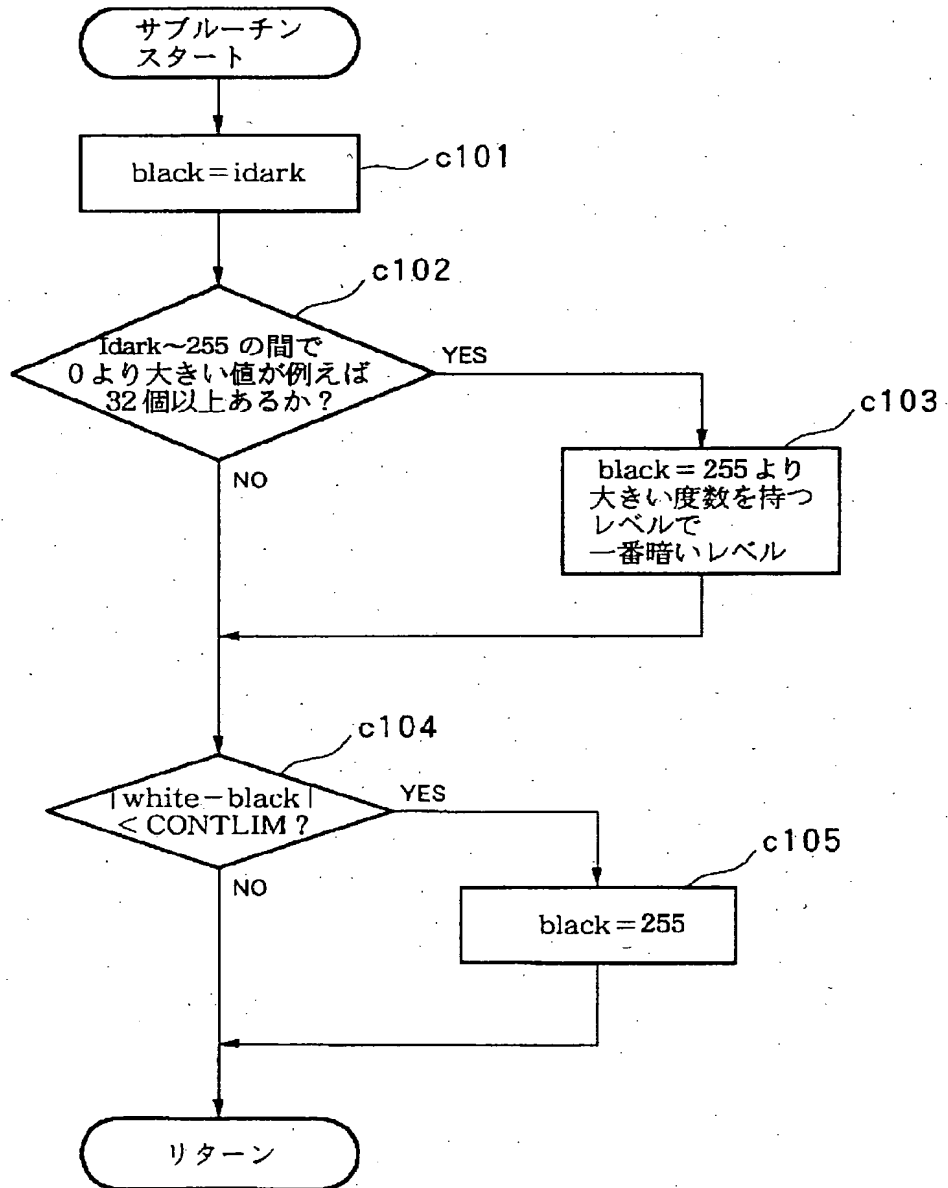 サブルーチン
スタート
black=idark
c101
c102
Idark~255の間で
0より大きい値が例えば
32個以上あるか?
YES
NO
c103
black=255より
大きい度数を持つ
レベルで
一番暗いレベル
c104
|white-black|
<CONTLIM?
YES
NO
c105
black=255
リターン